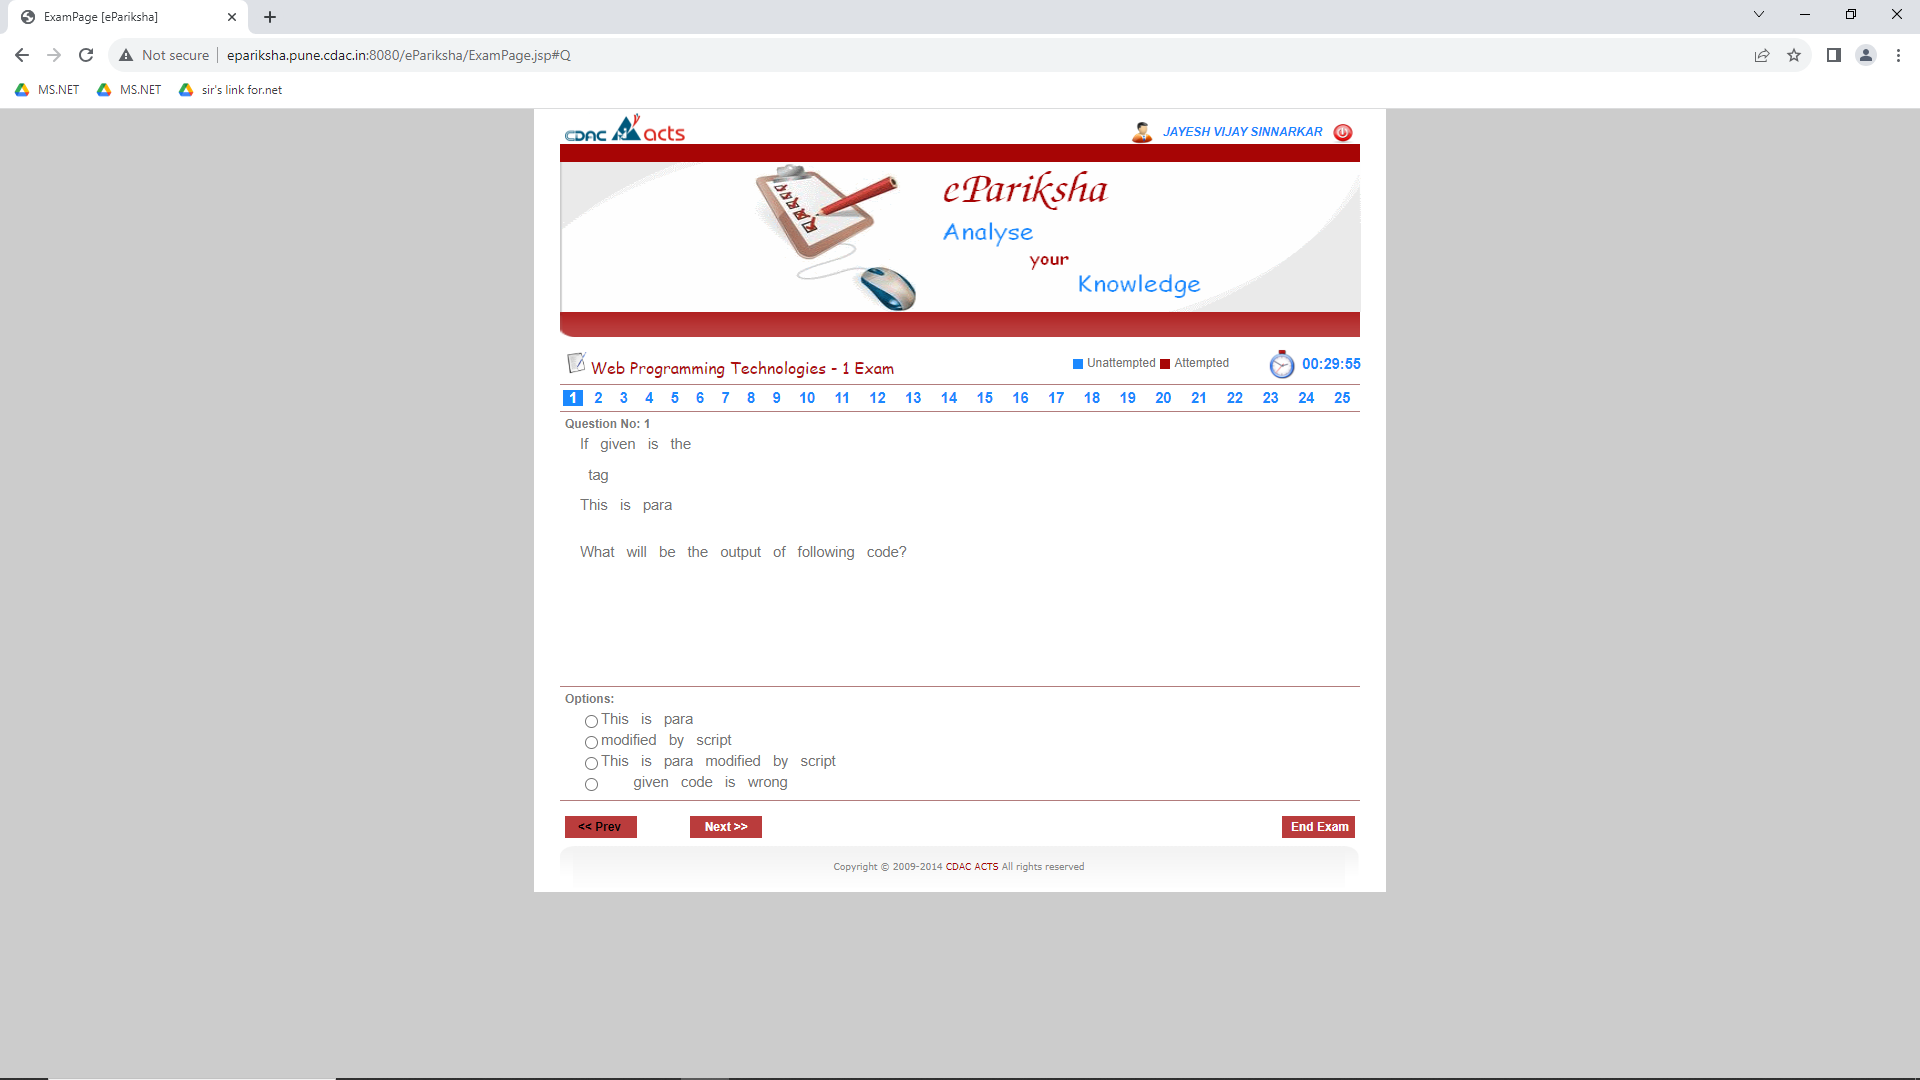 ExamPage [ePariksha]
Not secure epariksha.pune.cdac.in:8080/ePariksha/ExamPage.jsp#Q
MS.NET MS.NET sir's link for.net
CDAC acts JAYESH VIJAY SINNARKAR
ePariksha
Analyse
your
Knowledge
Web Programming Technologies - 1 Exam Unattempted Attempted 00:29:55
1 2 3 4 5 6 7 8 9 10 11 12 13 14 15 16 17 18 19 20 21 22 23 24 25
Question No: 1
If given is the
tag
This is para
What will be the output of following code?
Options:
This is para
modified by script
This is para modified by script
given code is wrong
<< Prev Next >> End Exam
Copyright © 2009-2014 CDAC ACTS All rights reserved